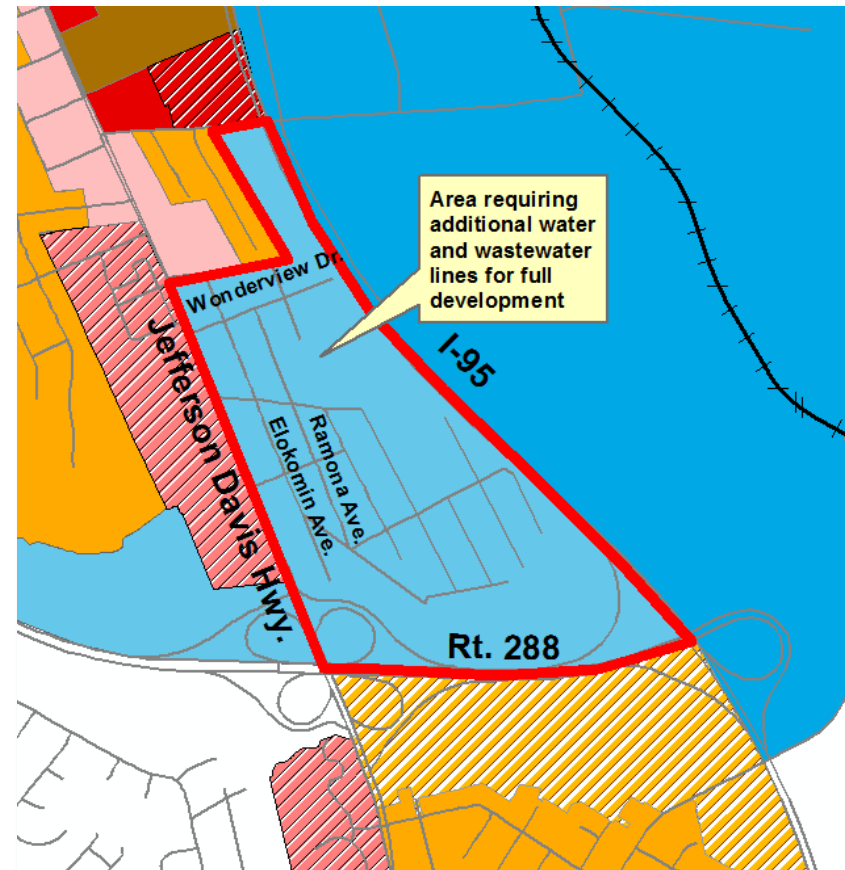 Area requiring
additional water
and wastewater
lines for full
development
Wonderview Dr.
I-95
Jefferson Davis Hwy.
Ramona Ave.
Elokomin Ave.
Rt. 288